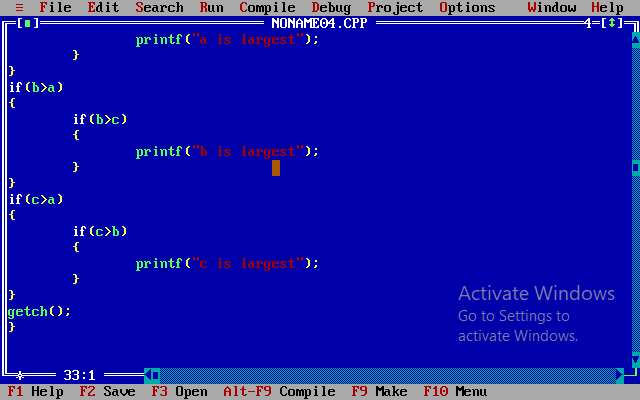 ≡ File Edit Search Run Compile Debug Project Options Window Help
[■] NONAME04.CPP 4=[↕]
printf("a is largest");
}
}
if(b>a)
{
if(b>c)
{
printf("b is largest");
}
}
if(c>a)
{
if(c>b)
{
printf("c is largest");
}
}
getch();
}
33:1
Activate Windows
Go to Settings to
activate Windows.
F1 Help F2 Save F3 Open Alt-F9 Compile F9 Make F10 Menu